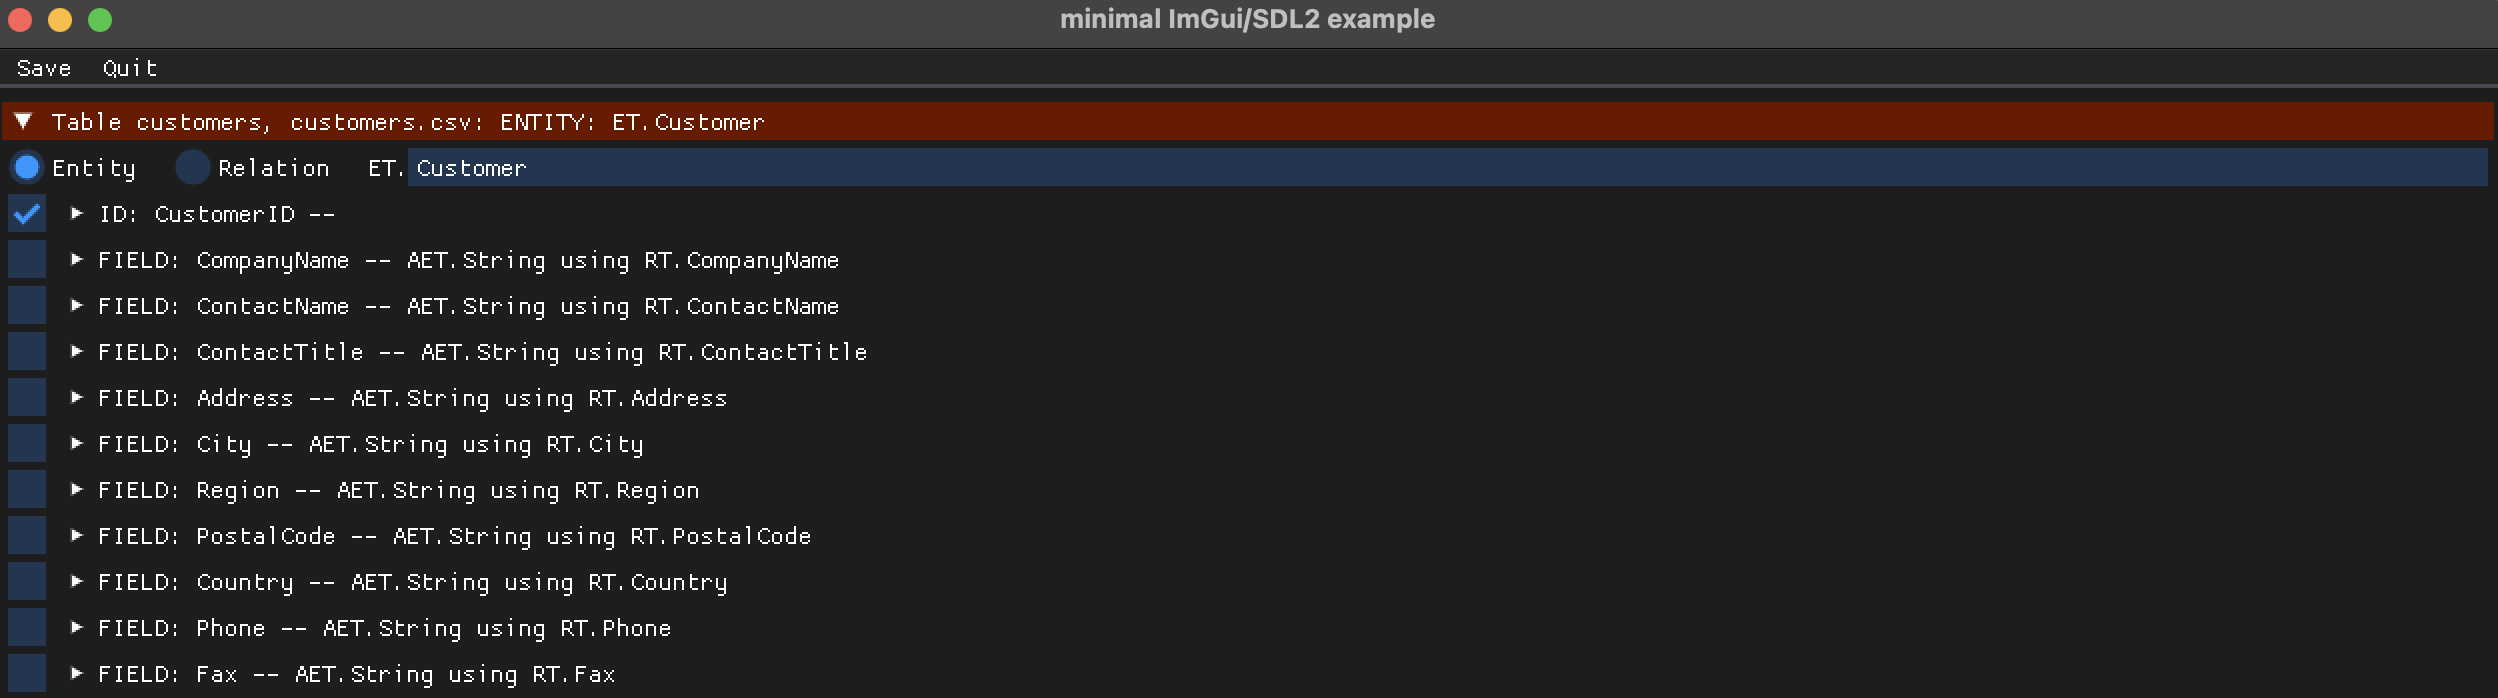 minimal ImGui/SDL2 example
Save Quit
Table customers, customers.csv: ENTITY: ET.Customer
Entity Relation ET. Customer
ID: CustomerID --
FIELD: CompanyName -- AET.String using RT.CompanyName
FIELD: ContactName -- AET.String using RT.ContactName
FIELD: ContactTitle -- AET.String using RT.ContactTitle
FIELD: Address -- AET.String using RT.Address
FIELD: City -- AET.String using RT.City
FIELD: Region -- AET.String using RT.Region
FIELD: PostalCode -- AET.String using RT.PostalCode
FIELD: Country -- AET.String using RT.Country
FIELD: Phone -- AET.String using RT.Phone
FIELD: Fax -- AET.String using RT.Fax